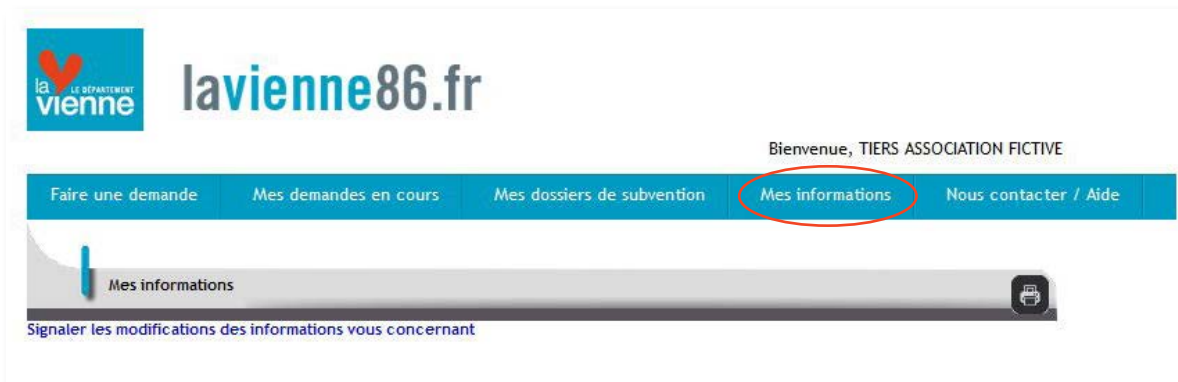 la LE DÉPARTEMENT
vienne
lavienne86.fr
Bienvenue, TIERS ASSOCIATION FICTIVE
Faire une demande Mes demandes en cours Mes dossiers de subvention Mes informations Nous contacter / Aide
Mes informations
Signaler les modifications des informations vous concernant